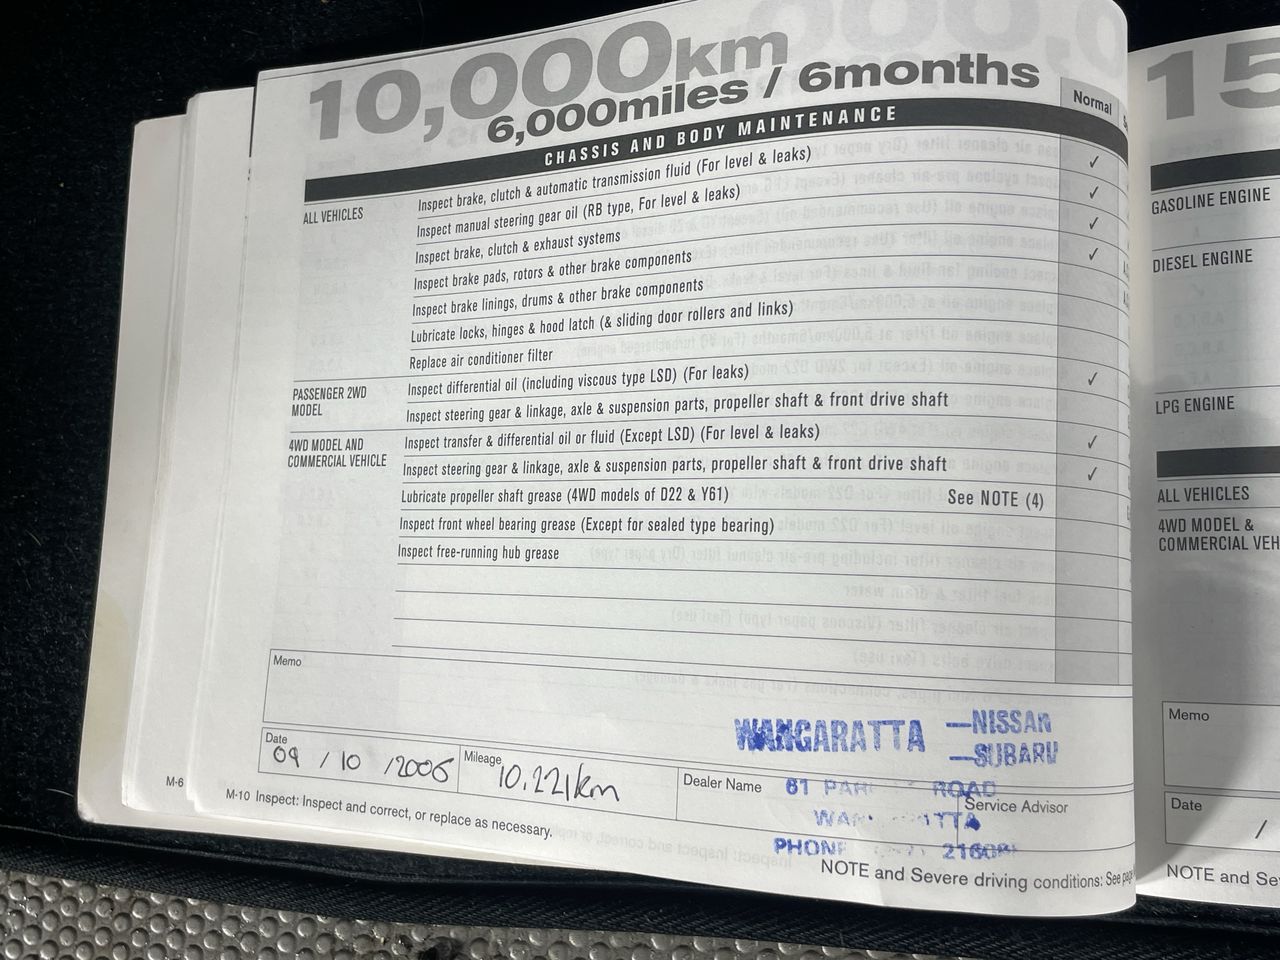 10,000km
6,000miles / 6months
Normal
CHASSIS AND BODY MAINTENANCE
ALL VEHICLES
Inspect brake, clutch & automatic transmission fluid (For level & leaks) ✓
Inspect manual steering gear oil (RB type, For level & leaks) ✓
Inspect brake, clutch & exhaust systems ✓
Inspect brake pads, rotors & other brake components ✓
Inspect brake linings, drums & other brake components
Lubricate locks, hinges & hood latch (& sliding door rollers and links)
Replace air conditioner filter
PASSENGER 2WD
MODEL
Inspect differential oil (including viscous type LSD) (For leaks) ✓
Inspect steering gear & linkage, axle & suspension parts, propeller shaft & front drive shaft
4WD MODEL AND
COMMERCIAL VEHICLE
Inspect transfer & differential oil or fluid (Except LSD) (For level & leaks) ✓
Inspect steering gear & linkage, axle & suspension parts, propeller shaft & front drive shaft ✓
Lubricate propeller shaft grease (4WD models of D22 & Y61) See NOTE (4)
Inspect front wheel bearing grease (Except for sealed type bearing)
Inspect free-running hub grease
Memo
WANGARATTA —NISSAN
—SUBARU
61 ROAD
PHONE
Date
09 / 10 / 2006
Mileage
10,221km
Dealer Name
Service Advisor
M-6
M-10 Inspect: Inspect and correct, or replace as necessary.
NOTE and Severe driving conditions: See
15
GASOLINE ENGINE
DIESEL ENGINE
LPG ENGINE
ALL VEHICLES
4WD MODEL &
COMMERCIAL VEH
Memo
Date
/
NOTE and Se